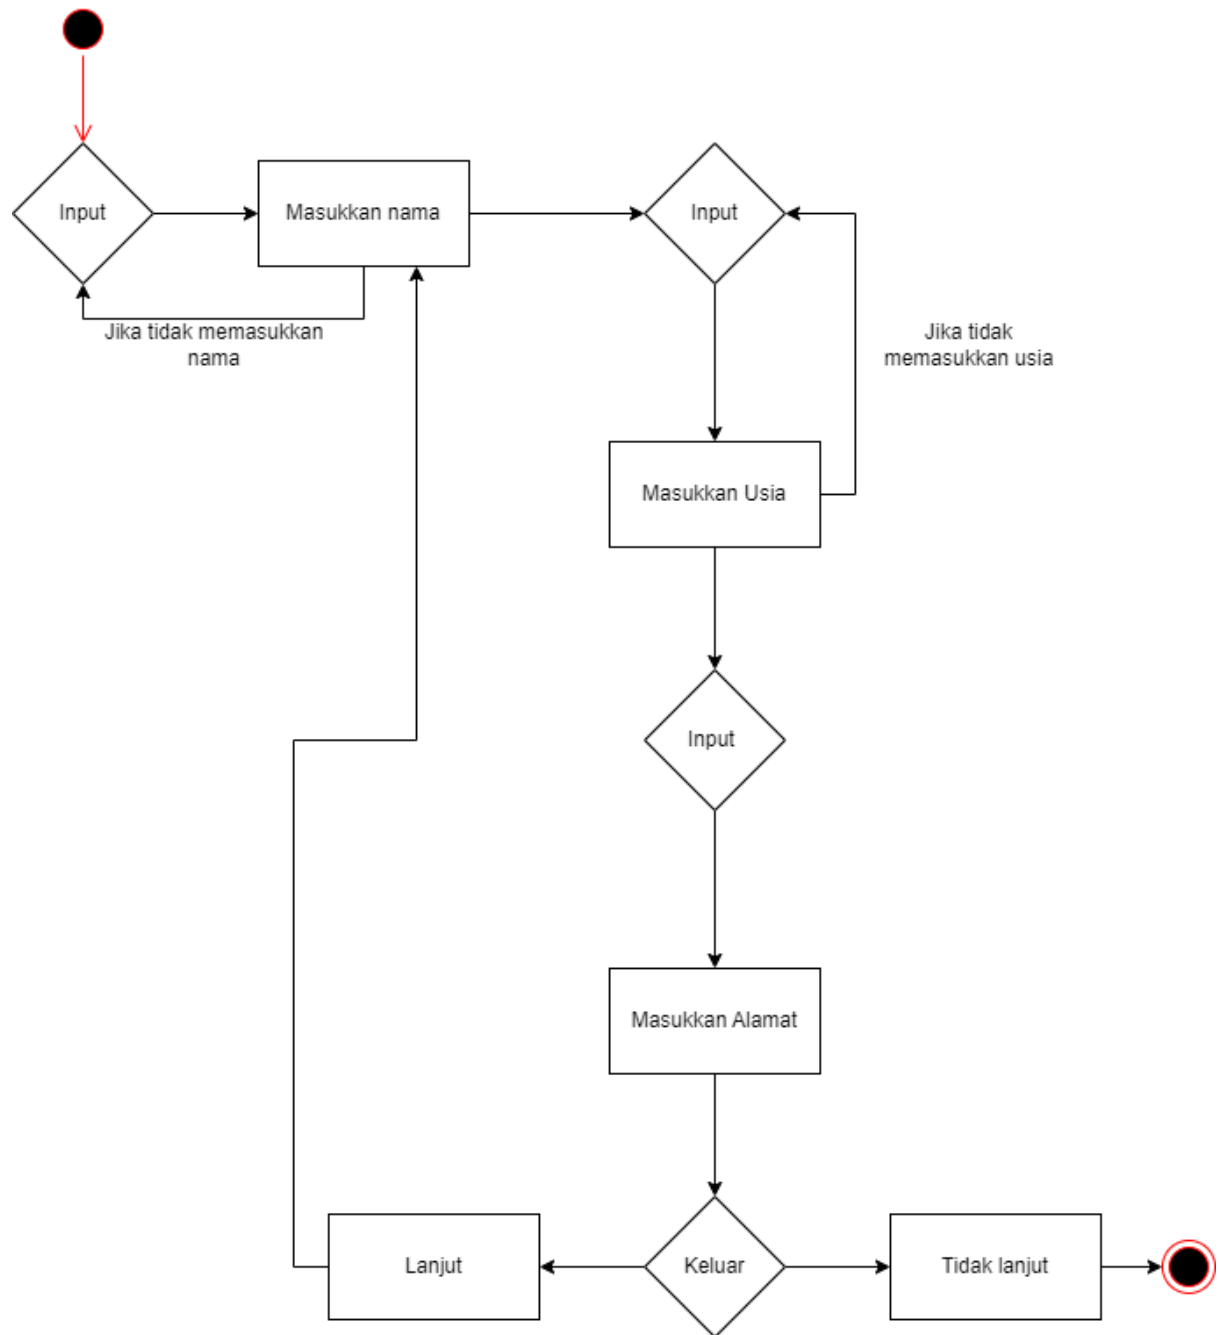 Input
Masukkan nama
Input
Jika tidak memasukkan
nama
Jika tidak
memasukkan usia
Masukkan Usia
Input
Masukkan Alamat
Lanjut
Keluar
Tidak lanjut